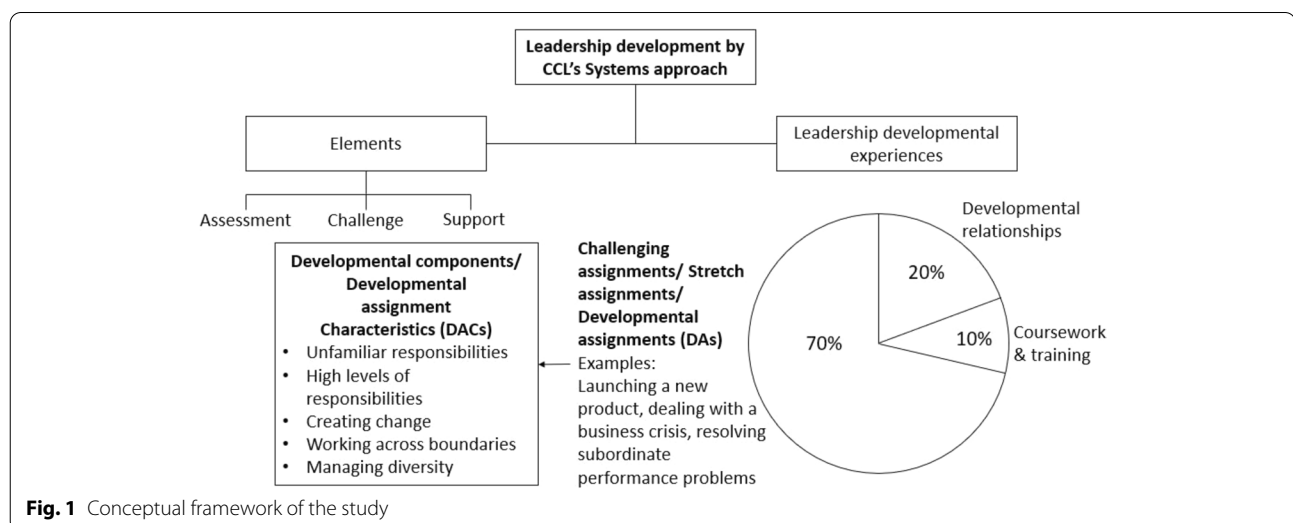 Leadership development by
CCL's Systems approach
Elements
Leadership developmental
experiences
Assessment
Challenge
Support
Developmental components/
Developmental
assignment
Characteristics (DACs)
• Unfamiliar responsibilities
• High levels of
responsibilities
• Creating change
• Working across boundaries
• Managing diversity
Challenging
assignments/ Stretch
assignments/
Developmental
assignments (DAs)
Examples:
Launching a new
product, dealing with a
business crisis, resolving
subordinate
performance problems
Developmental
relationships
20%
70%
10%
Coursework
& training
Fig. 1 Conceptual framework of the study